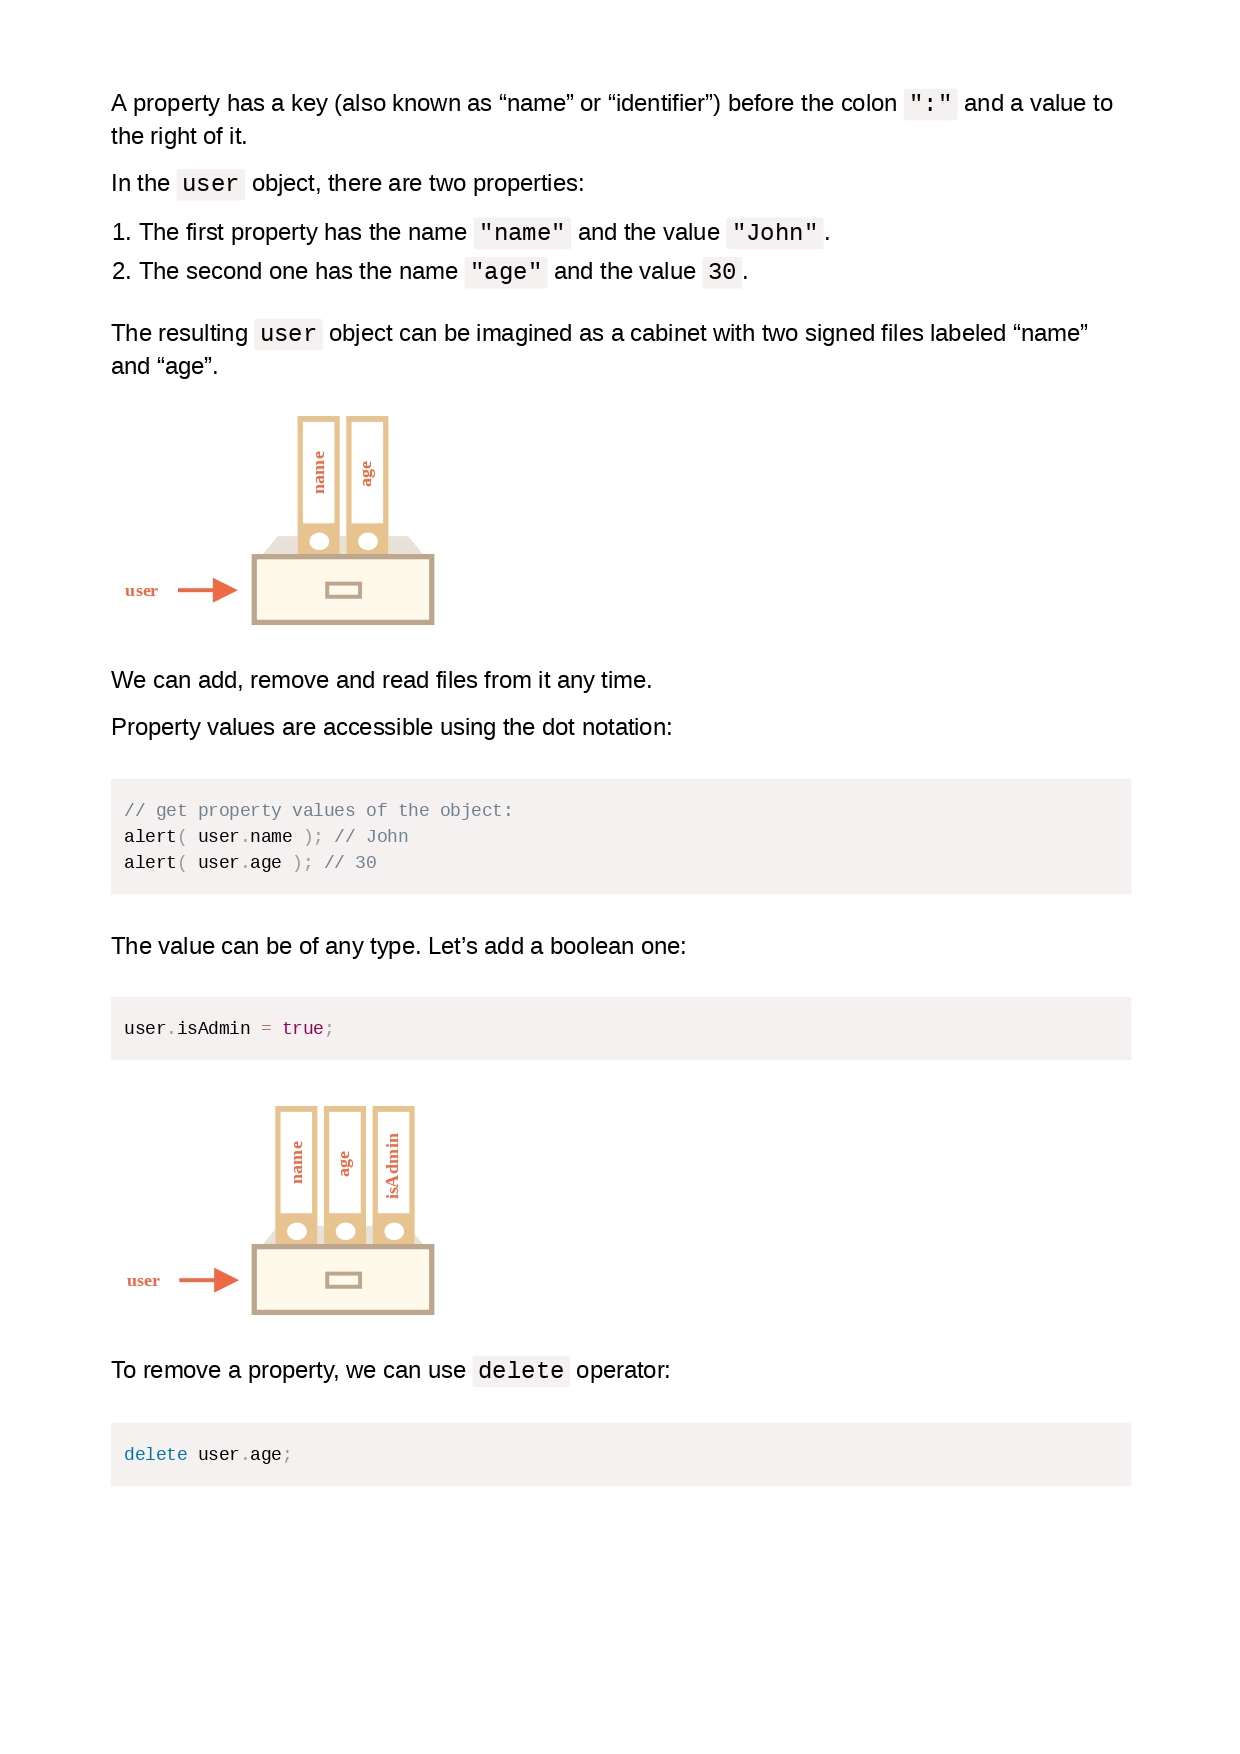 A property has a key (also known as “name” or “identifier”) before the colon ":" and a value to
the right of it.
In the user object, there are two properties:
1. The first property has the name "name" and the value "John".
2. The second one has the name "age" and the value 30.
The resulting user object can be imagined as a cabinet with two signed files labeled “name”
and “age”.
name
age
user
We can add, remove and read files from it any time.
Property values are accessible using the dot notation:
// get property values of the object:
alert( user.name ); // John
alert( user.age ); // 30
The value can be of any type. Let’s add a boolean one:
user.isAdmin = true;
name
age
isAdmin
user
To remove a property, we can use delete operator:
delete user.age;